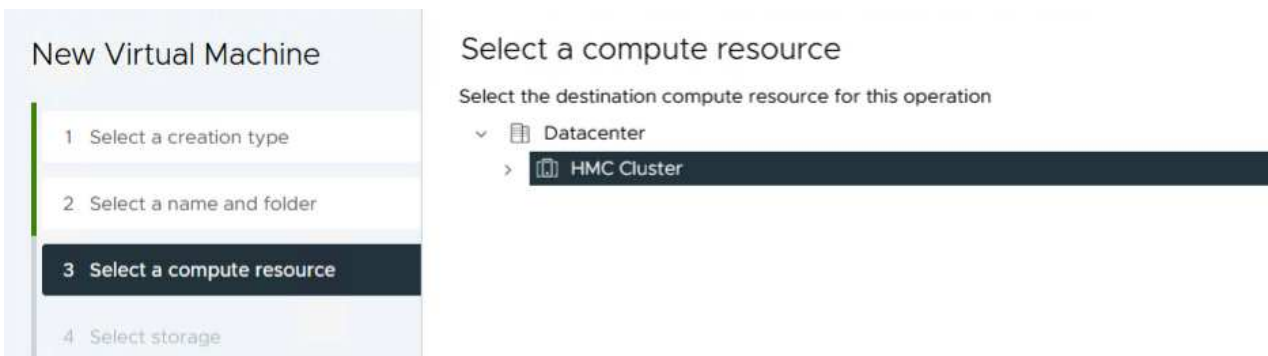 New Virtual Machine
1 Select a creation type
2 Select a name and folder
3 Select a compute resource
4 Select storage
Select a compute resource
Select the destination compute resource for this operation
Datacenter
HMC Cluster